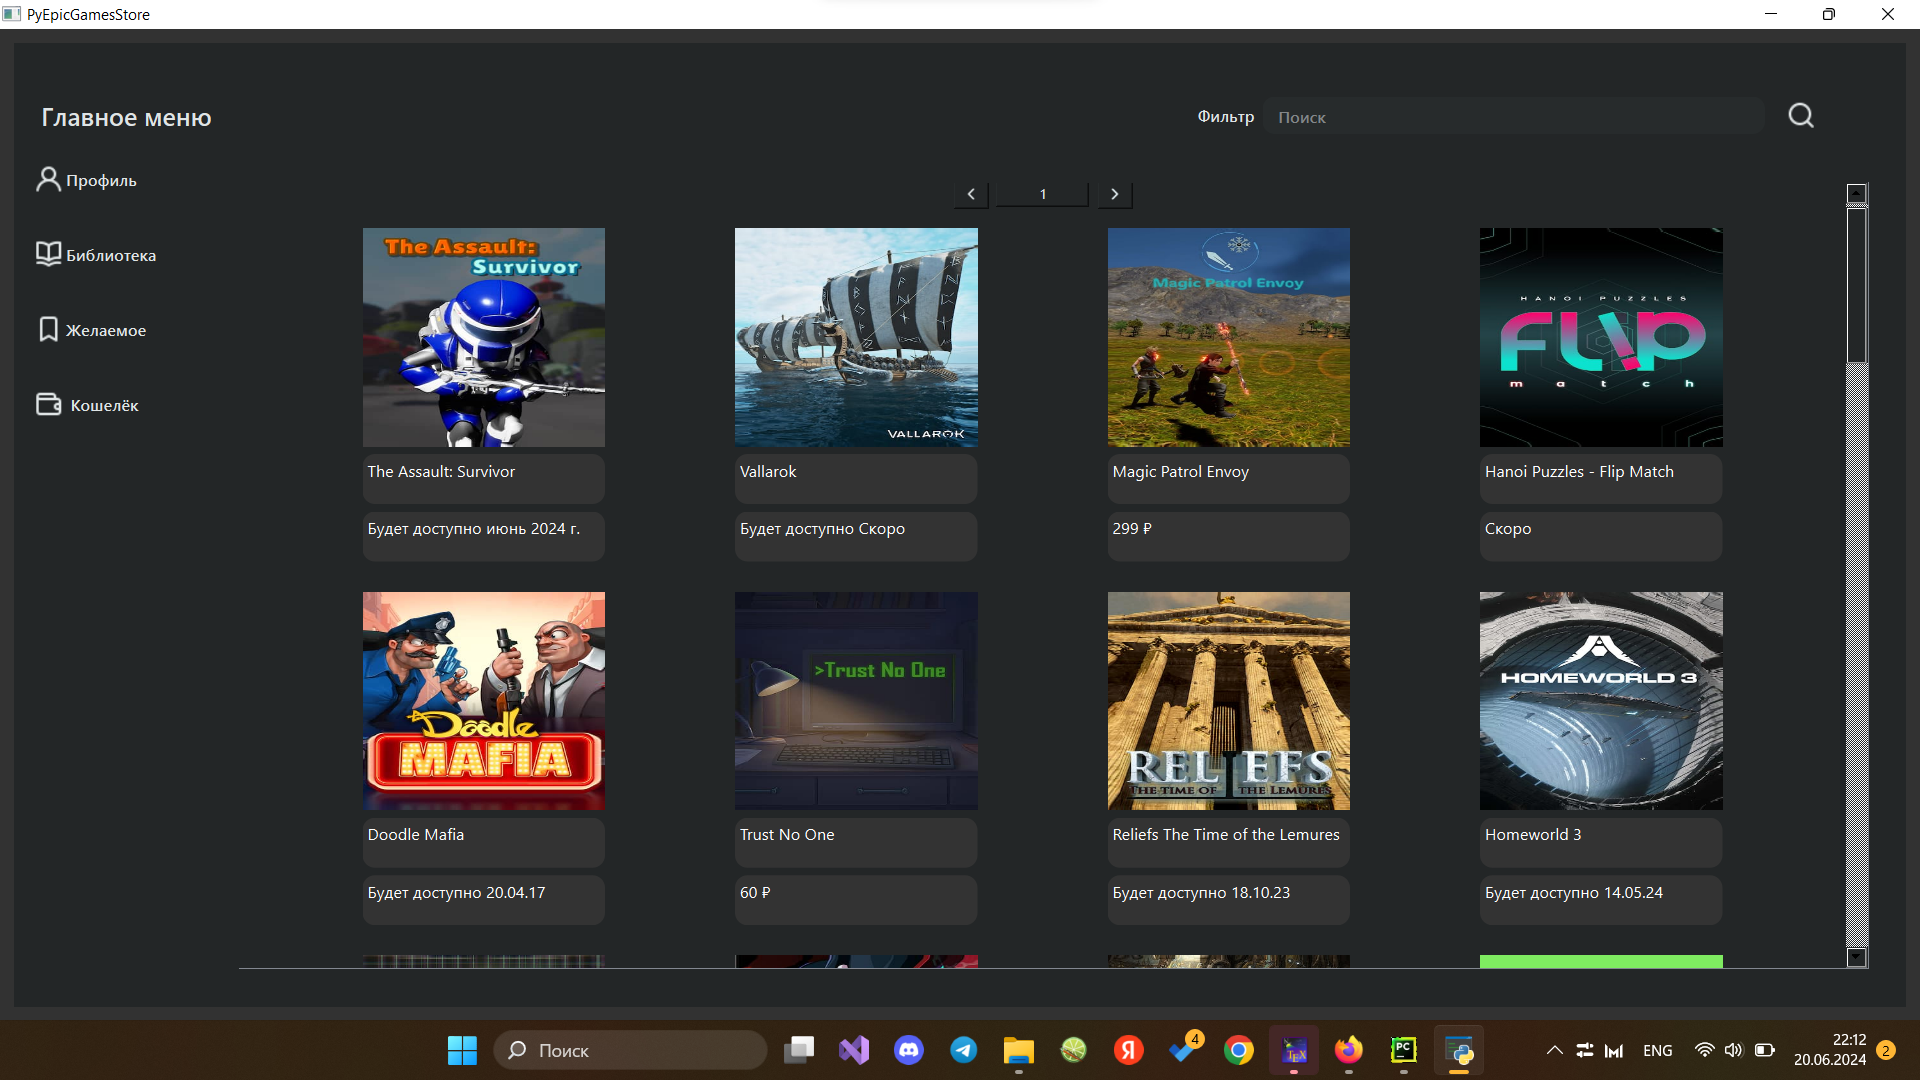 PyEpicGamesStore
Главное меню
Фильтр
Поиск
Профиль
Библиотека
Желаемое
Кошелёк
1
The Assault:
Survivor
VALLAROK
Magic Patrol Envoy
HANOI PUZZLES
FLIP
match
The Assault: Survivor
Vallarok
Magic Patrol Envoy
Hanoi Puzzles - Flip Match
Будет доступно июнь 2024 г.
Будет доступно Скоро
299 ₽
Скоро
Doodle
MAFIA
>Trust No One
RELIEFS
THE TIME OF THE LEMURES
HOMEWORLD 3
Doodle Mafia
Trust No One
Reliefs The Time of the Lemures
Homeworld 3
Будет доступно 20.04.17
60 ₽
Будет доступно 18.10.23
Будет доступно 14.05.24
Поиск
Я
4
TEX
PC
ENG
22:12
20.06.2024
2